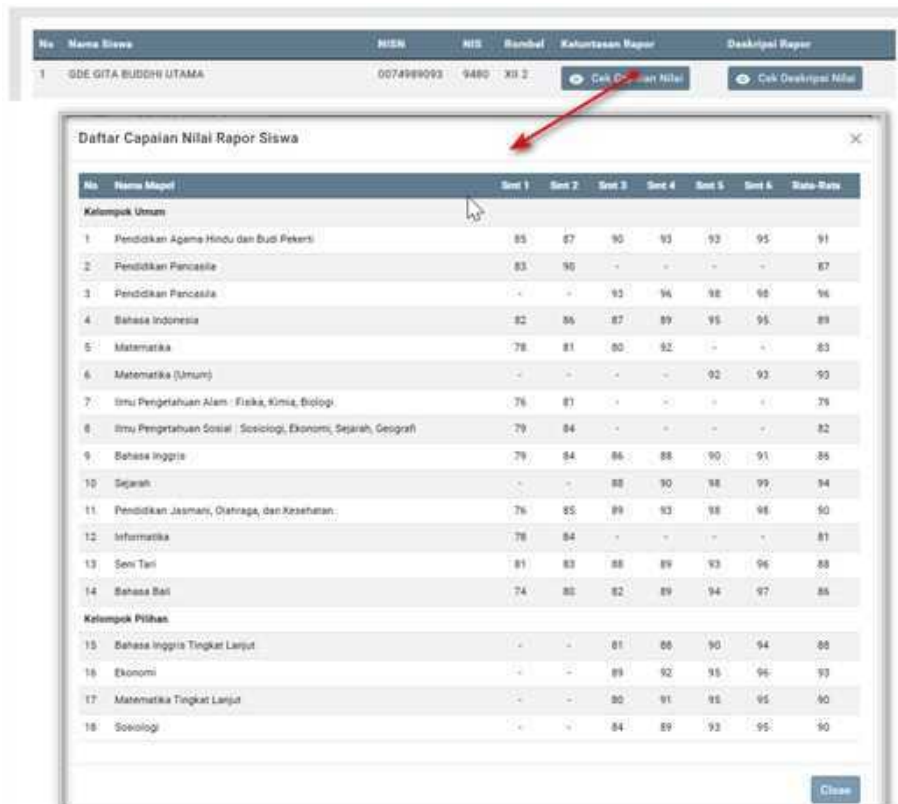 No Nama Siswa NISN NIS Rombel Ketuntasan Rapor Deskripsi Rapor
1 GDE GITA BUDDHI UTAMA 0074989093 9480 XII 2 Cek Capaian Nilai Cek Deskripsi Nilai
Daftar Capaian Nilai Rapor Siswa ×
No Nama Mapel Smt 1 Smt 2 Smt 3 Smt 4 Smt 5 Smt 6 Rata-Rata
Kelompok Umum
1 Pendidikan Agama Hindu dan Budi Pekerti 85 87 90 93 93 95 91
2 Pendidikan Pancasila 83 90 - - - - 87
3 Pendidikan Pancasila - - 93 96 98 98 96
4 Bahasa Indonesia 82 86 87 89 95 95 89
5 Matematika 78 81 80 92 - - 83
6 Matematika (Umum) - - - - 92 93 93
7 Ilmu Pengetahuan Alam : Fisika, Kimia, Biologi 76 81 - - - - 79
8 Ilmu Pengetahuan Sosial : Sosiologi, Ekonomi, Sejarah, Geografi 79 84 - - - - 82
9 Bahasa Inggris 79 84 86 88 90 91 86
10 Sejarah - - 88 90 98 99 94
11 Pendidikan Jasmani, Olahraga, dan Kesehatan 76 85 89 93 98 98 90
12 Informatika 78 84 - - - - 81
13 Seni Tari 81 83 88 89 93 96 88
14 Bahasa Bali 74 80 82 89 94 97 86
Kelompok Pilihan
15 Bahasa Inggris Tingkat Lanjut - - 81 88 90 94 88
16 Ekonomi - - 89 92 95 96 93
17 Matematika Tingkat Lanjut - - 80 91 95 95 90
18 Sosiologi - - 84 89 93 95 90
Close